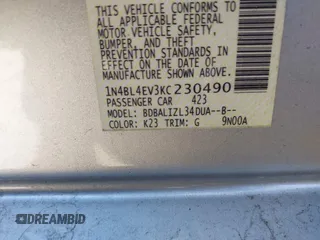 THIS VEHICLE CONFORMS TO ALL
APPLICABLE FEDERAL
MOTOR VEHICLE SAFETY,
BUMPER, AND THEFT
PREVENTION STANDARDS IN
EFFECT ON THE DATE OF
MANUFACTURE SHOWN ABOVE.
1N4BL4EV3KC230490
PASSENGER CAR 423
MODEL: BDBALIZL34DUA--B--
COLOR: K23 TRIM: G 9N00A
© DREAMBID